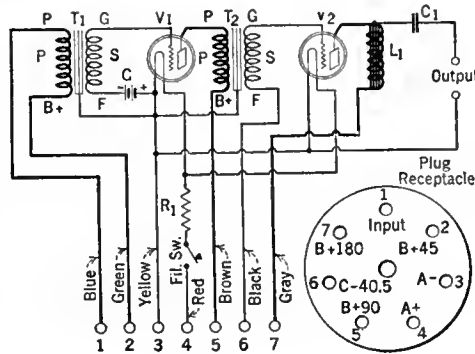 P T1 G V1 P T2 G V2 C1
P S P S L1
B+ F - C + B+ F
Output
R1
Fil. Sw.
Blue Green Yellow Red Brown Black Gray
1 2 3 4 5 6 7
Plug
Receptacle
1
Input
7 2
B+180 B+45
6 C-40.5 A- 3
B+90 A+
5 4